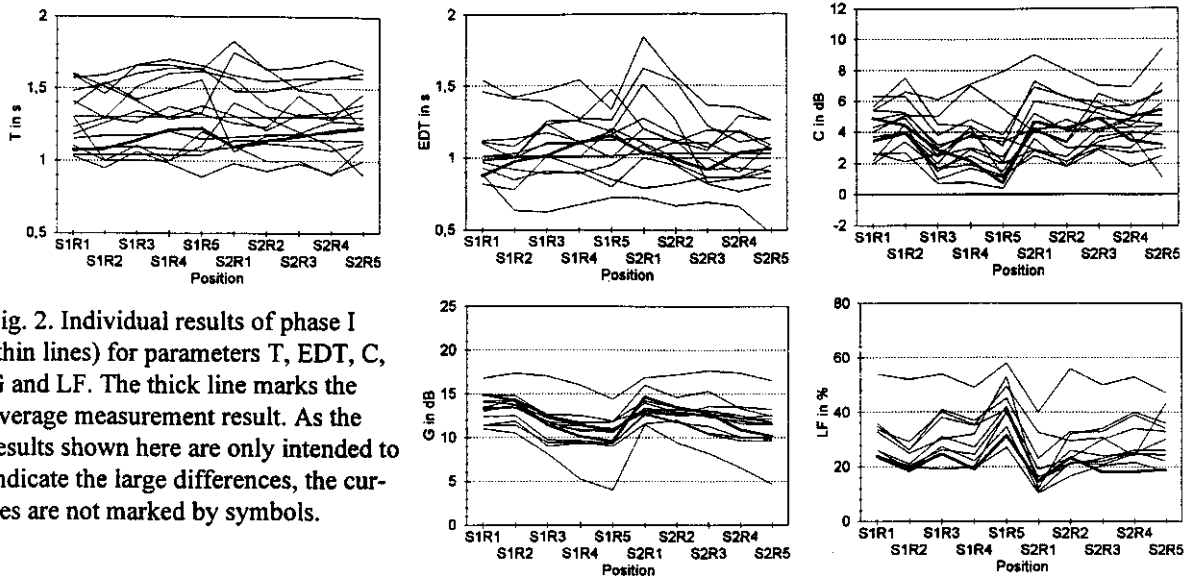 2
1.5
1
0.5
T in s
S1R1 S1R3 S1R5 S2R2 S2R4
S1R2 S1R4 S2R1 S2R3 S2R5
Position
2
1.5
1
0.5
EDT in s
S1R1 S1R3 S1R5 S2R2 S2R4
S1R2 S1R4 S2R1 S2R3 S2R5
Position
12
10
8
6
4
2
0
-2
C in dB
S1R1 S1R3 S1R5 S2R2 S2R4
S1R2 S1R4 S2R1 S2R3 S2R5
Position
ig. 2. Individual results of phase I
thin lines) for parameters T, EDT, C,
G and LF. The thick line marks the
verage measurement result. As the
esults shown here are only intended to
ndicate the large differences, the cur-
es are not marked by symbols.
25
20
15
10
5
0
G in dB
S1R1 S1R3 S1R5 S2R2 S2R4
S1R2 S1R4 S2R1 S2R3 S2R5
Position
80
60
40
20
0
LF in %
S1R1 S1R3 S1R5 S2R2 S2R4
S1R2 S1R4 S2R1 S2R3 S2R5
Position